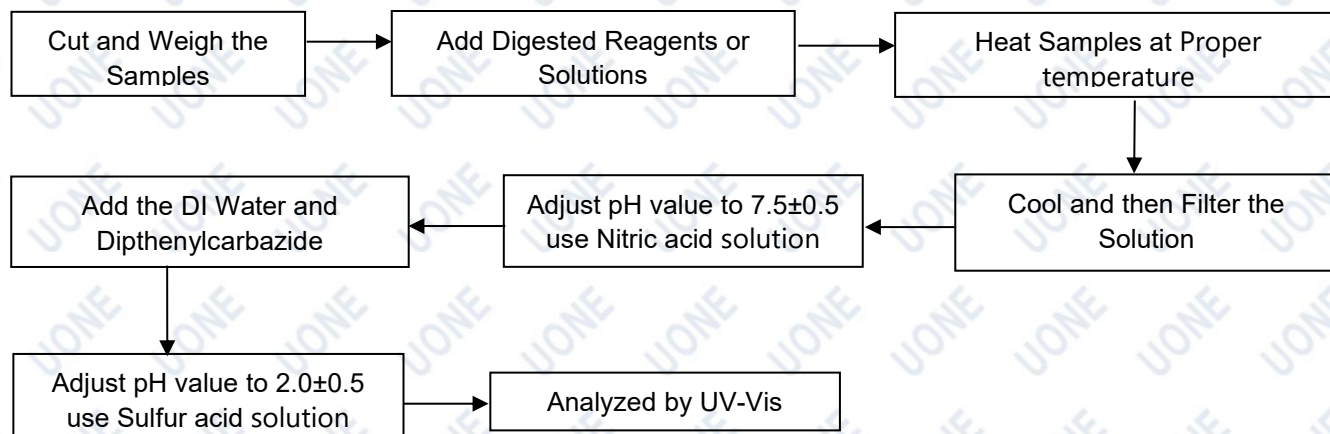 Cut and Weigh the
Samples
Add Digested Reagents or
Solutions
Heat Samples at Proper
temperature
Cool and then Filter the
Solution
Adjust pH value to 7.5±0.5
use Nitric acid solution
Add the DI Water and
Dipthenylcarbazide
Adjust pH value to 2.0±0.5
use Sulfur acid solution
Analyzed by UV-Vis
UONE